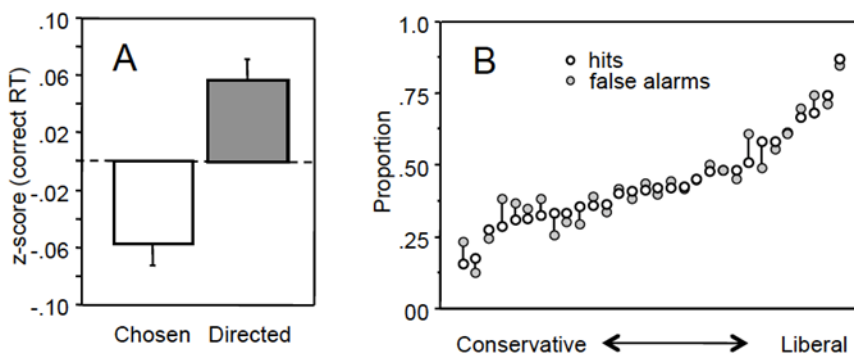 A
z-score (correct RT)
.10
.06
.02
-.02
-.06
-.10
Chosen
Directed
B
hits
false alarms
Proportion
1.0
.75
.50
.25
00
Conservative
Liberal